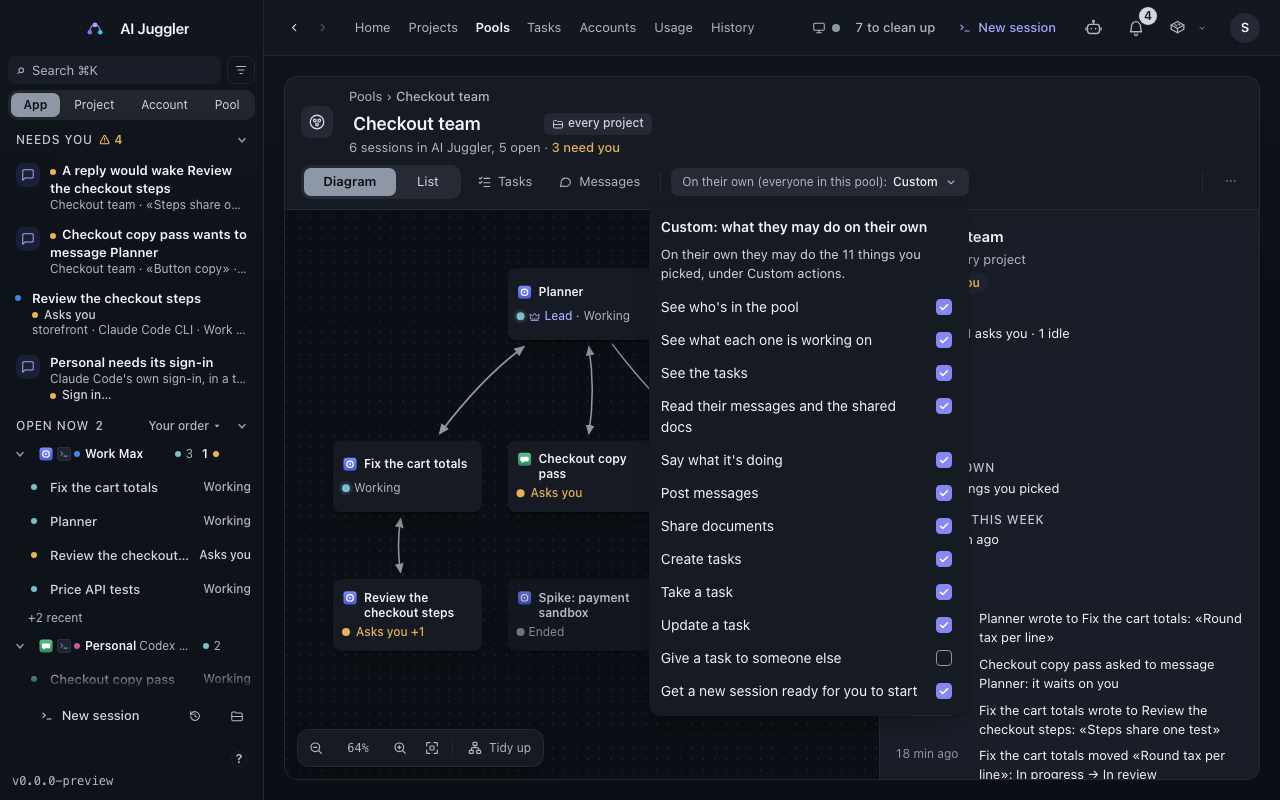 AI Juggler
Search ⌘K
App Project Account Pool
NEEDS YOU 4
A reply would wake Review
the checkout steps
Checkout team · «Steps share o…
Checkout copy pass wants to
message Planner
Checkout team · «Button copy» ·…
Review the checkout steps
Asks you
storefront · Claude Code CLI · Work …
Personal needs its sign-in
Claude Code's own sign-in, in a t…
Sign in…
OPEN NOW 2 Your order
Work Max 3 1
Fix the cart totals Working
Planner Working
Review the checkout… Asks you
Price API tests Working
+2 recent
Personal Codex … 2
Checkout copy pass Working
New session
?
v0.0.0-preview
Home Projects Pools Tasks Accounts Usage History
7 to clean up
New session
4
S
Pools › Checkout team
Checkout team
every project
6 sessions in AI Juggler, 5 open · 3 need you
Diagram List Tasks Messages
On their own (everyone in this pool): Custom
Planner
Lead · Working
Fix the cart totals
Working
Checkout copy
pass
Asks you
Review the
checkout steps
Asks you +1
Spike: payment
sandbox
Ended
64%
Tidy up
Custom: what they may do on their own
On their own they may do the 11 things you
picked, under Custom actions.
See who's in the pool
See what each one is working on
See the tasks
Read their messages and the shared
docs
Say what it's doing
Post messages
Share documents
Create tasks
Take a task
Update a task
Give a task to someone else
Get a new session ready for you to start
team
ry project
ou
asks you · 1 idle
OWN
ngs you picked
THIS WEEK
ago
Planner wrote to Fix the cart totals: «Round
tax per line»
Checkout copy pass asked to message
Planner: it waits on you
Fix the cart totals wrote to Review the
checkout steps: «Steps share one test»
18 min ago
Fix the cart totals moved «Round tax per
line»: In progress → In review